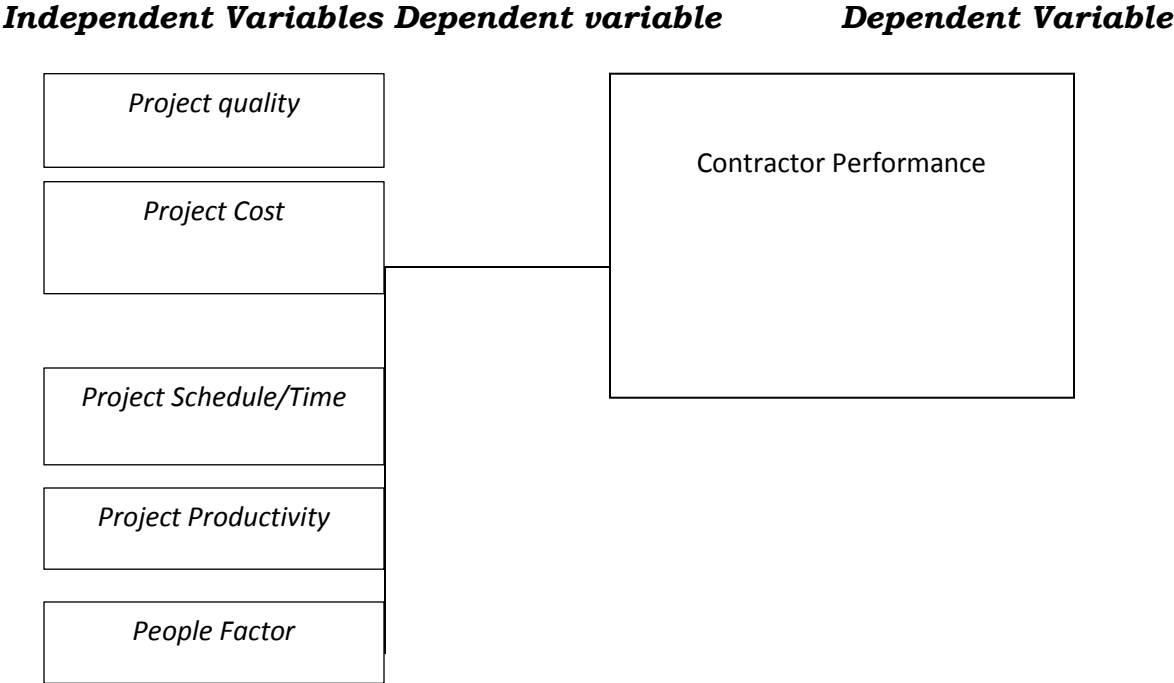 Independent Variables Dependent variable Dependent Variable
Project quality
Contractor Performance
Project Cost
Project Schedule/Time
Project Productivity
People Factor